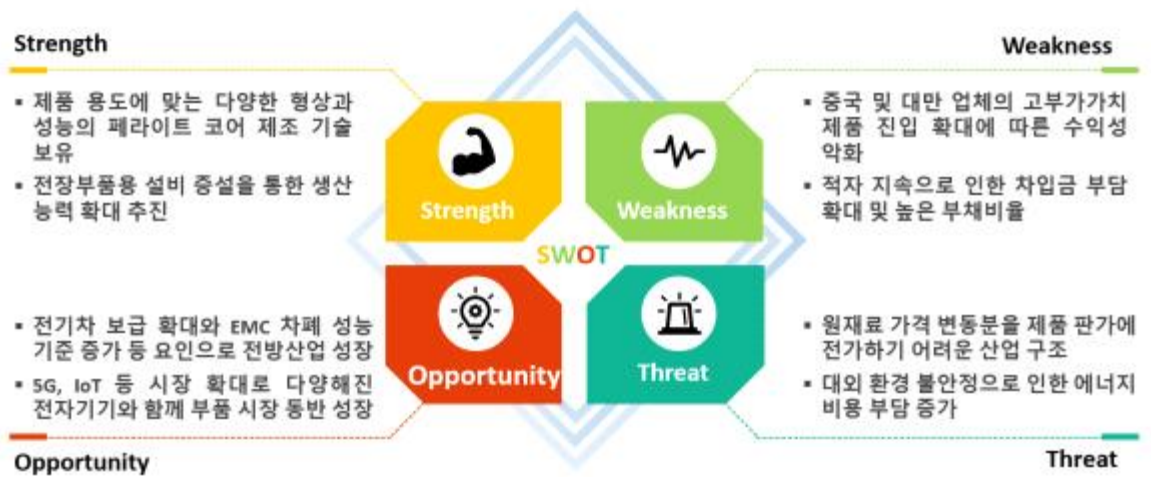 Strength
▪ 제품 용도에 맞는 다양한 형상과
성능의 페라이트 코어 제조 기술
보유
▪ 전장부품용 설비 증설을 통한 생산
능력 확대 추진
Weakness
▪ 중국 및 대만 업체의 고부가가치
제품 진입 확대에 따른 수익성
악화
▪ 적자 지속으로 인한 차입금 부담
확대 및 높은 부채비율
Strength
Weakness
SWOT
Opportunity
Threat
▪ 전기차 보급 확대와 EMC 차폐 성능
기준 증가 등 요인으로 전방산업 성장
▪ 5G, IoT 등 시장 확대로 다양해진
전자기기와 함께 부품 시장 동반 성장
Opportunity
▪ 원재료 가격 변동분을 제품 판가에
전가하기 어려운 산업 구조
▪ 대외 환경 불안정으로 인한 에너지
비용 부담 증가
Threat